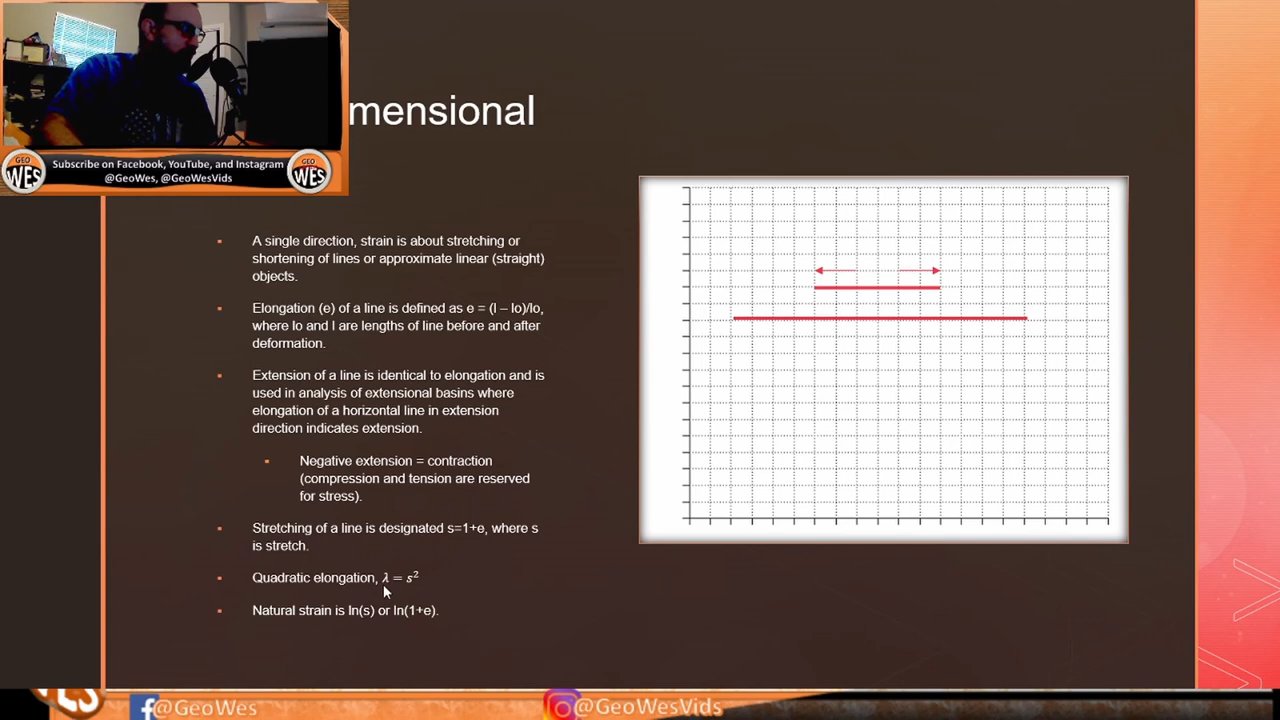 GEO
WES
Subscribe on Facebook, YouTube, and Instagram
@GeoWes, @GeoWesVids
GEO
WES
mensional
A single direction, strain is about stretching or
shortening of lines or approximate linear (straight)
objects.
Elongation (e) of a line is defined as e = (l – lo)/lo,
where lo and l are lengths of line before and after
deformation.
Extension of a line is identical to elongation and is
used in analysis of extensional basins where
elongation of a horizontal line in extension
direction indicates extension.
Negative extension = contraction
(compression and tension are reserved
for stress).
Stretching of a line is designated s=1+e, where s
is stretch.
Quadratic elongation, λ = s²
Natural strain is ln(s) or ln(1+e).
@GeoWes
@GeoWesVids